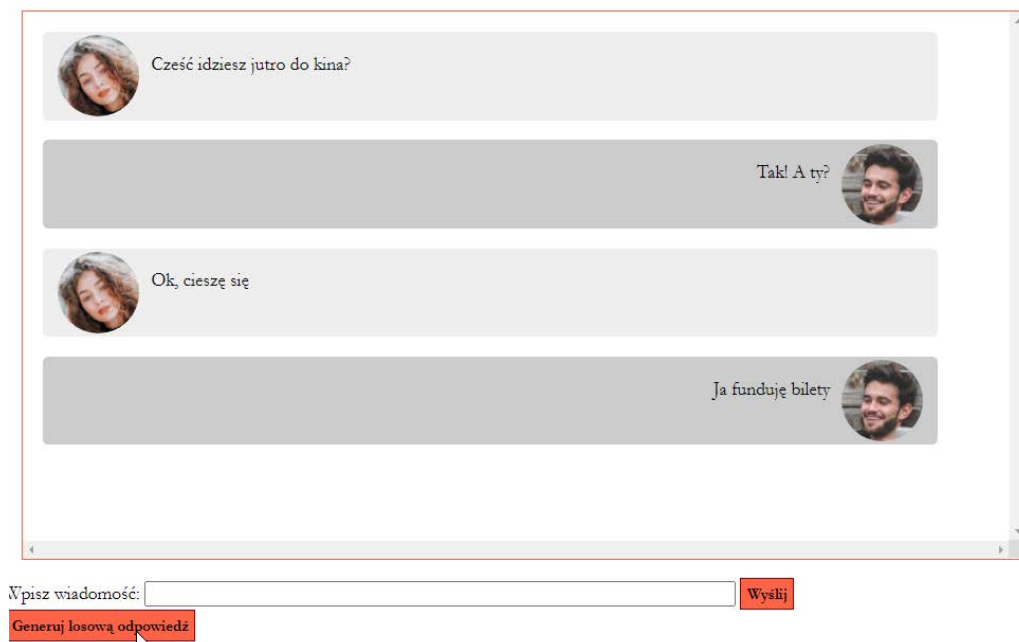 Cześć idziesz jutro do kina?
Tak! A ty?
Ok, cieszę się
Ja funduję bilety
Wpisz wiadomość: Wyślij
Generuj losową odpowiedź